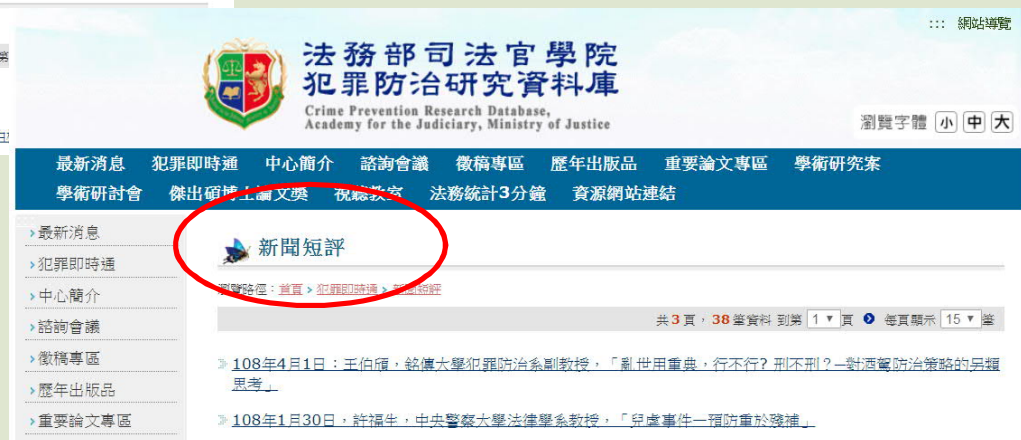 ::: 網站導覽
第
法務部司法官學院
犯罪防治研究資料庫
Crime Prevention Research Database,
Academy for the Judiciary, Ministry of Justice
瀏覽字體 小 中 大
最新消息 犯罪即時通 中心簡介 諮詢會議 徵稿專區 歷年出版品 重要論文專區 學術研究案
學術研討會 傑出碩博士論文獎 視聽教室 法務統計3分鐘 資源網站連結
:::
›最新消息
›犯罪即時通
›中心簡介
›諮詢會議
›徵稿專區
›歷年出版品
›重要論文專區
新聞短評
瀏覽路徑：首頁 › 犯罪即時通 › 新聞短評
共3頁，38筆資料 到第 1 ▼ 頁 每頁顯示 15 ▼ 筆
108年4月1日：王伯頎，銘傳大學犯罪防治系副教授，「亂世用重典，行不行? 刑不刑？—對酒駕防治策略的另類
思考」
108年1月30日，許福生，中央警察大學法律學系教授，「兒虐事件—預防重於殘補」